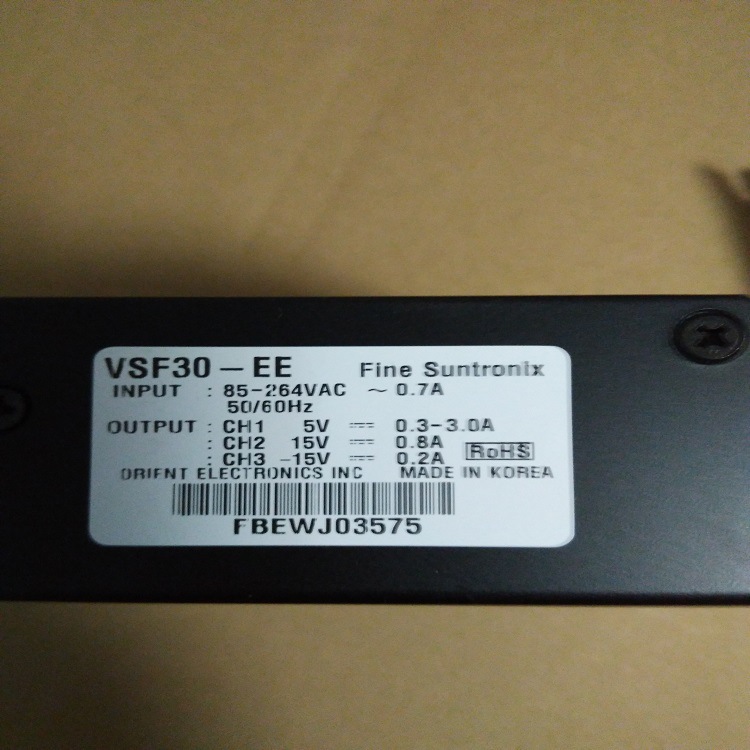 VSF30-EE Fine Suntronix
INPUT : 85-264VAC ~ 0.7A
50/60Hz
OUTPUT : CH1 5V ⎓ 0.3-3.0A
: CH2 15V ⎓ 0.8A
: CH3 -15V ⎓ 0.2A RoHS
ORIENT ELECTRONICS INC MADE IN KOREA
FBEWJ03575